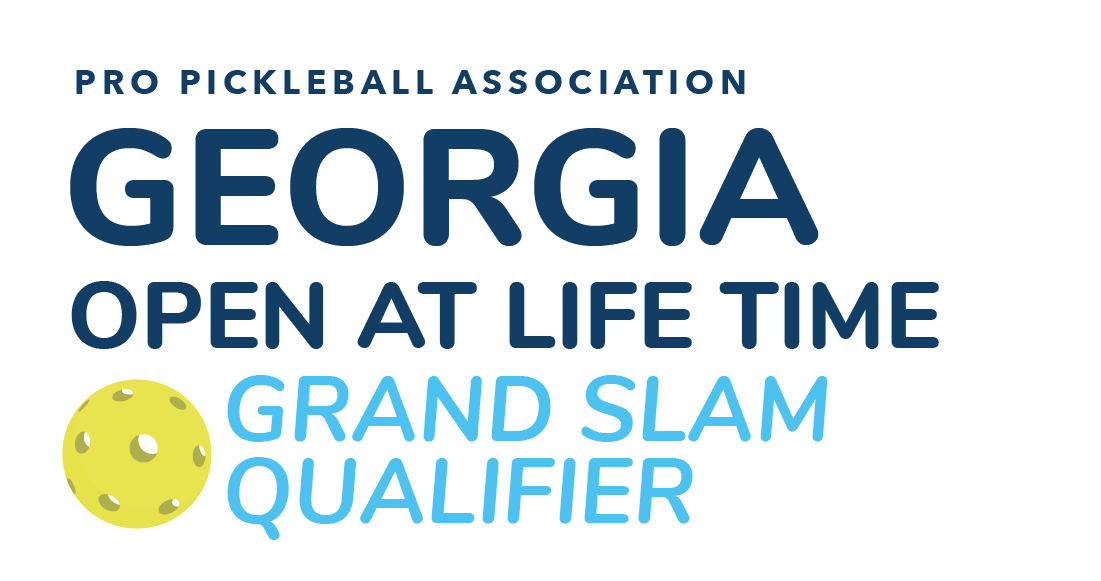 PRO PICKLEBALL ASSOCIATION
GEORGIA
OPEN AT LIFE TIME
GRAND SLAM
QUALIFIER